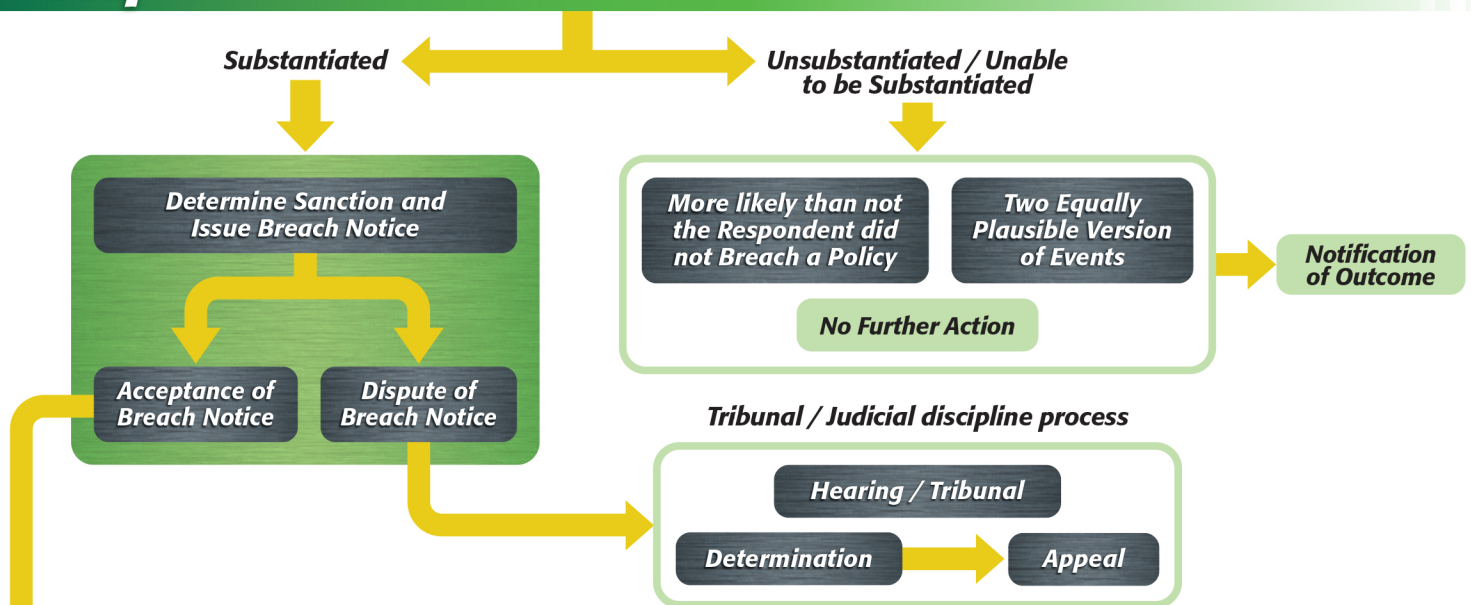 Substantiated
Unsubstantiated / Unable
to be Substantiated
Determine Sanction and
Issue Breach Notice
More likely than not
the Respondent did
not Breach a Policy
Two Equally
Plausible Version
of Events
Notification
of Outcome
No Further Action
Acceptance of
Breach Notice
Dispute of
Breach Notice
Tribunal / Judicial discipline process
Hearing / Tribunal
Determination
Appeal